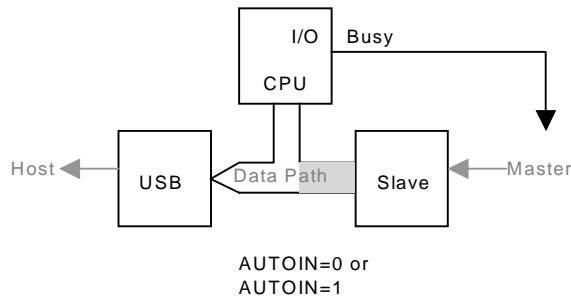 I/O Busy
CPU
Host
USB
Data Path
Slave
Master
AUTOIN=0 or
AUTOIN=1